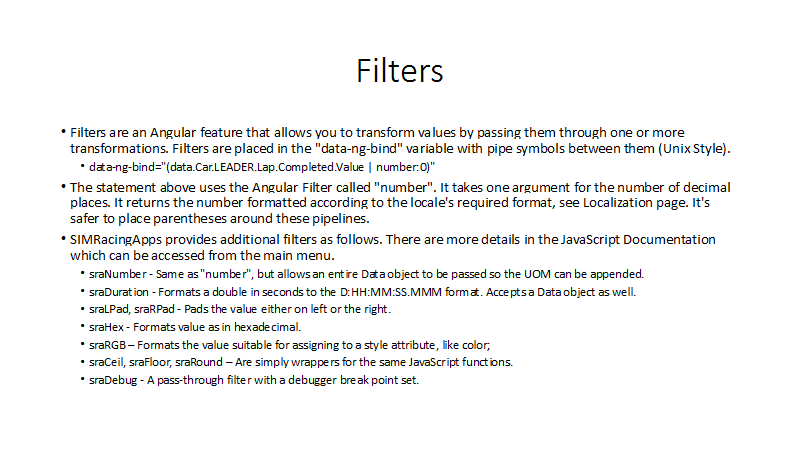 Filters
• Filters are an Angular feature that allows you to transform values by passing them through one or more
transformations. Filters are placed in the "data-ng-bind" variable with pipe symbols between them (Unix Style).
• data-ng-bind="(data.Car.LEADER.Lap.Completed.Value | number:0)"
• The statement above uses the Angular Filter called "number". It takes one argument for the number of decimal
places. It returns the number formatted according to the locale's required format, see Localization page. It's
safer to place parentheses around these pipelines.
• SIMRacingApps provides additional filters as follows. There are more details in the JavaScript Documentation
which can be accessed from the main menu.
• sraNumber - Same as "number", but allows an entire Data object to be passed so the UOM can be appended.
• sraDuration - Formats a double in seconds to the D:HH:MM:SS.MMM format. Accepts a Data object as well.
• sraLPad, sraRPad - Pads the value either on left or the right.
• sraHex - Formats value as in hexadecimal.
• sraRGB – Formats the value suitable for assigning to a style attribute, like color;
• sraCeil, sraFloor, sraRound – Are simply wrappers for the same JavaScript functions.
• sraDebug - A pass-through filter with a debugger break point set.